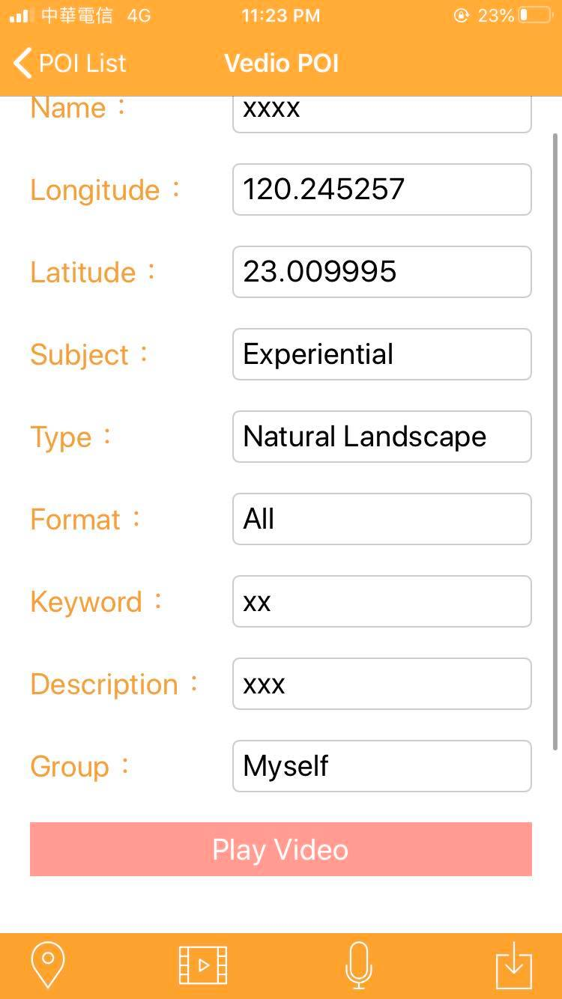 中華電信 4G 11:23 PM 23%
POI List Vedio POI
Name： xxxx
Longitude： 120.245257
Latitude： 23.009995
Subject： Experiential
Type： Natural Landscape
Format： All
Keyword： xx
Description： xxx
Group： Myself
Play Video